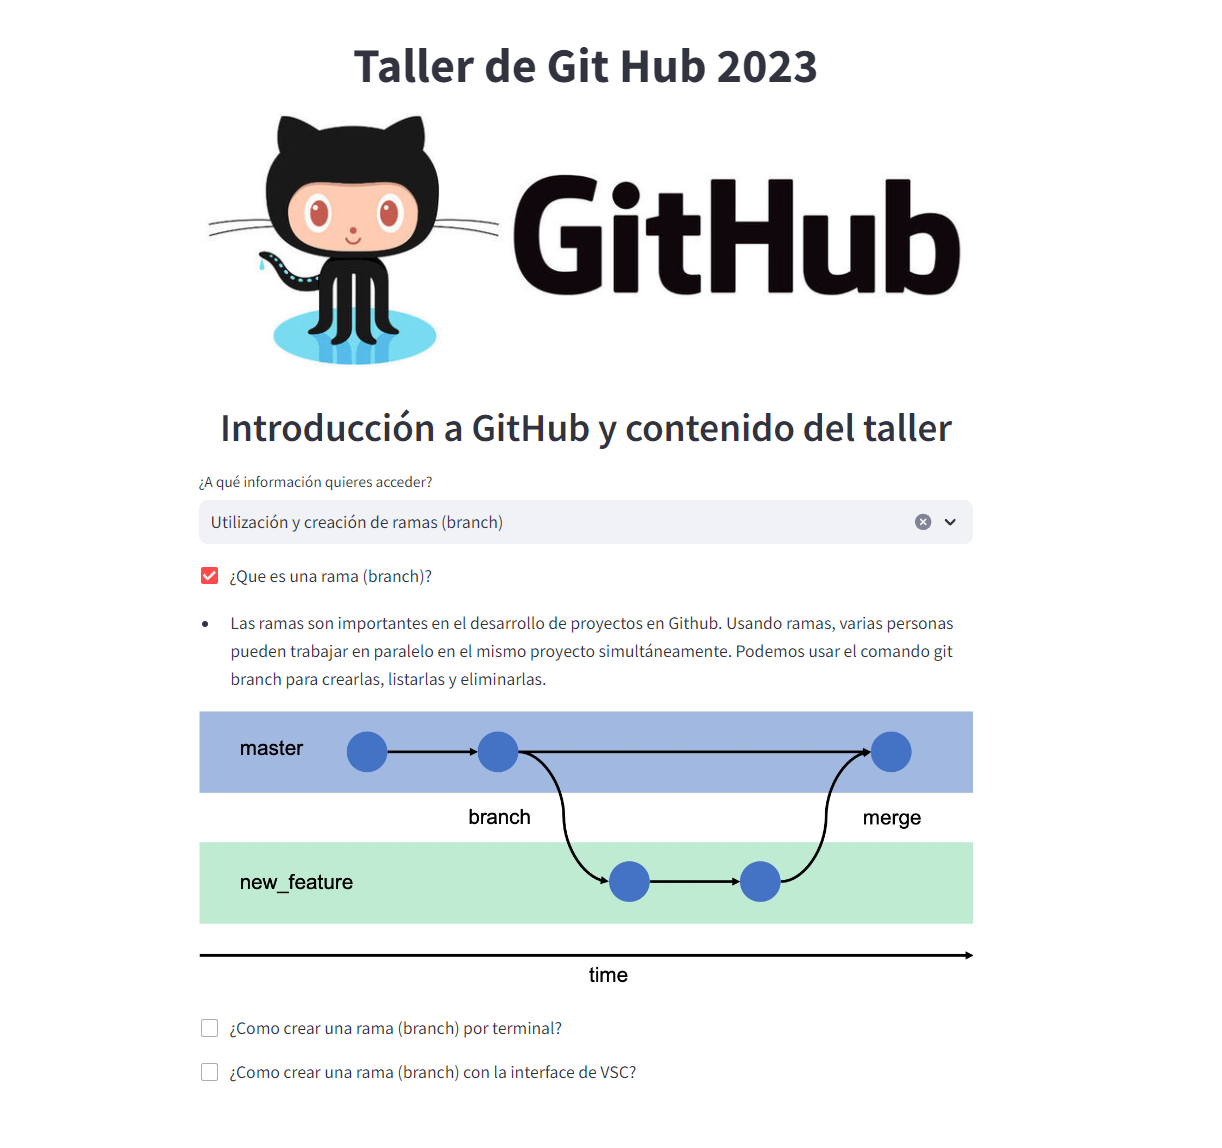 Taller de Git Hub 2023
GitHub
Introducción a GitHub y contenido del taller
¿A qué información quieres acceder?
Utilización y creación de ramas (branch)
¿Que es una rama (branch)?
Las ramas son importantes en el desarrollo de proyectos en Github. Usando ramas, varias personas
pueden trabajar en paralelo en el mismo proyecto simultáneamente. Podemos usar el comando git
branch para crearlas, listarlas y eliminarlas.
master
branch
merge
new_feature
time
¿Como crear una rama (branch) por terminal?
¿Como crear una rama (branch) con la interface de VSC?